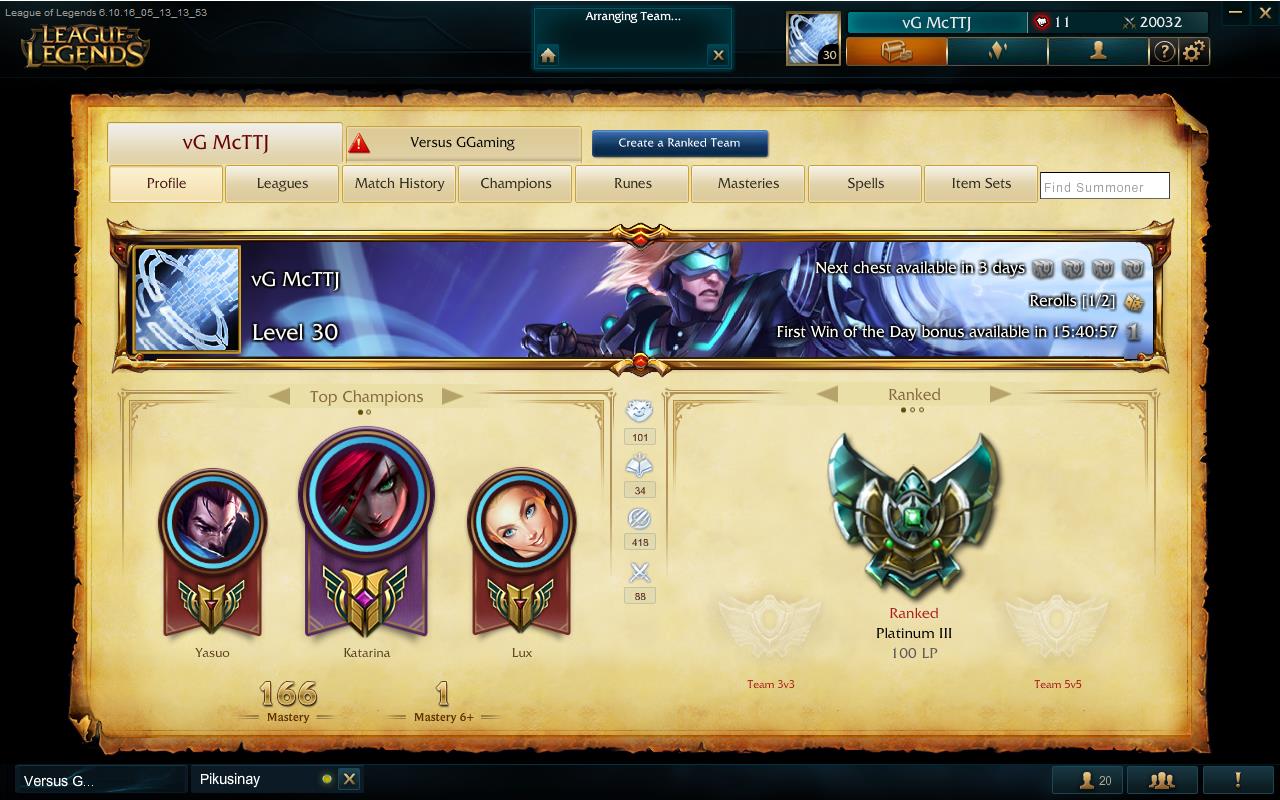 League of Legends 6.10.16_05_13_13_53
LEAGUE of LEGENDS
Arranging Team...
30
vG McTTJ
11
20032
?
vG McTTJ
Versus GGaming
Create a Ranked Team
Profile
Leagues
Match History
Champions
Runes
Masteries
Spells
Item Sets
Find Summoner
vG McTTJ
Level 30
Next chest available in 3 days
Rerolls [1/2]
First Win of the Day bonus available in 15:40:57
1
Top Champions
Yasuo
Katarina
Lux
166
Mastery
1
Mastery 6+
101
34
418
88
Ranked
Ranked
Platinum III
100 LP
Team 3v3
Team 5v5
Versus G...
Pikusinay
20
!